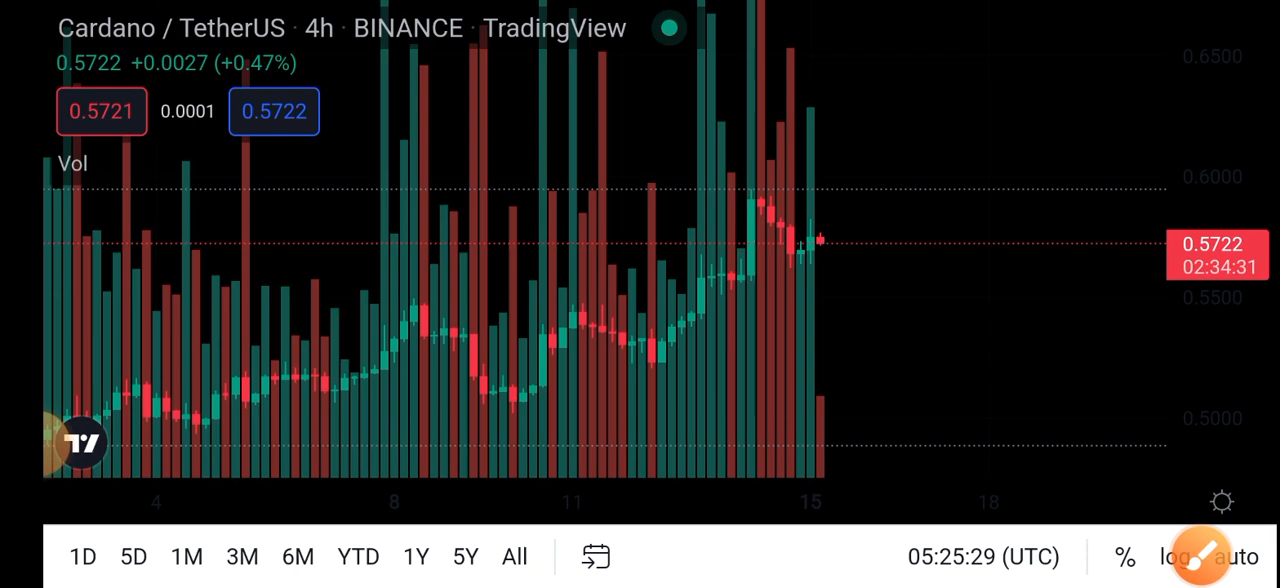 Cardano / TetherUS · 4h · BINANCE · TradingView
0.5722 +0.0027 (+0.47%)
0.5721 0.0001 0.5722
Vol
0.6500
0.6000
0.5722
02:34:31
0.5500
0.5000
4 8 11 15 18
1D 5D 1M 3M 6M YTD 1Y 5Y All 05:25:29 (UTC) % log auto